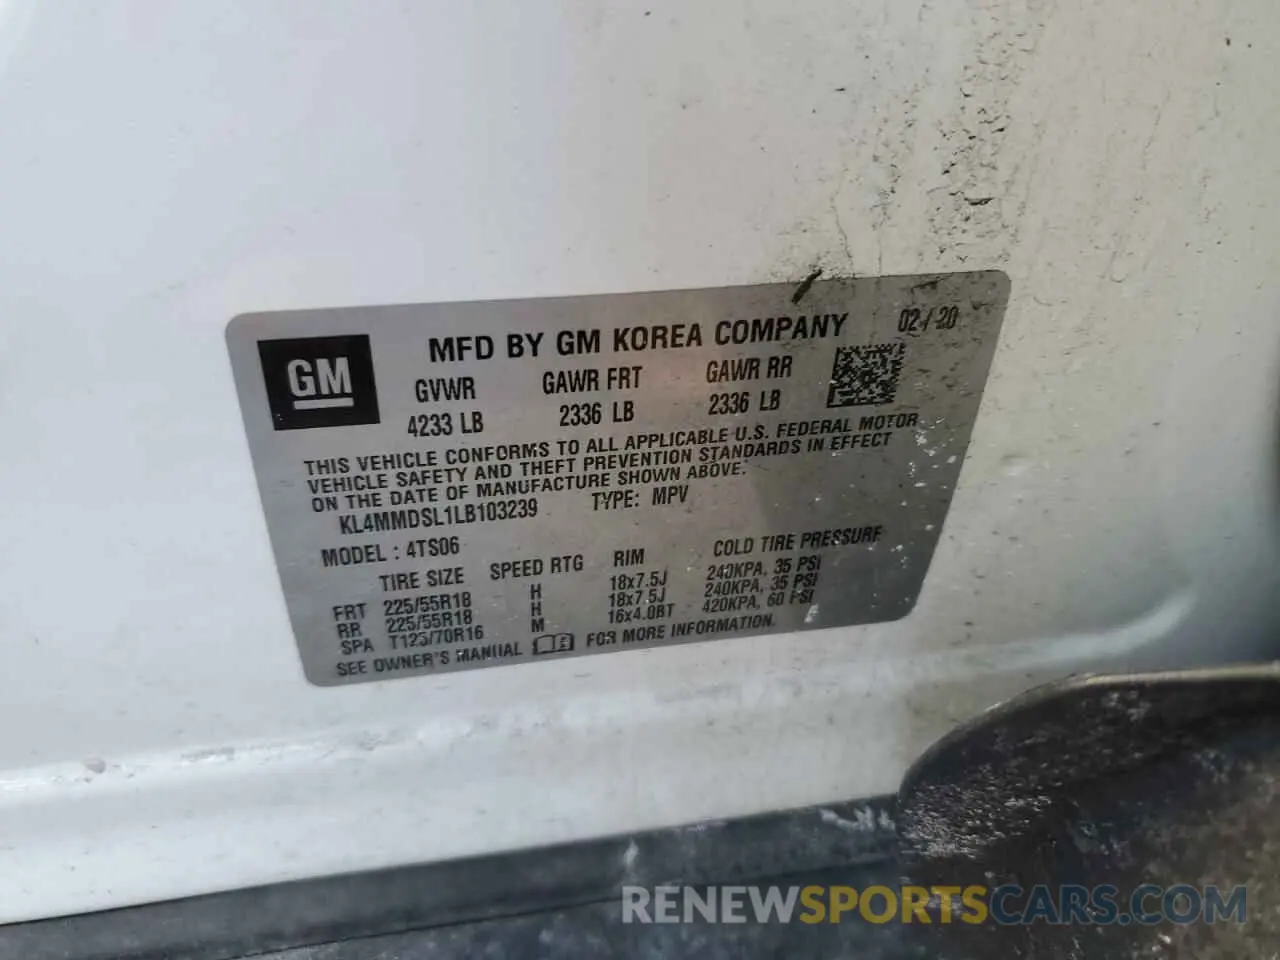 GM
MFD BY GM KOREA COMPANY 02/20
GVWR GAWR FRT GAWR RR
4233 LB 2336 LB 2336 LB
THIS VEHICLE CONFORMS TO ALL APPLICABLE U.S. FEDERAL MOTOR
VEHICLE SAFETY AND THEFT PREVENTION STANDARDS IN EFFECT
ON THE DATE OF MANUFACTURE SHOWN ABOVE.
KL4MMDSL1LB103239 TYPE: MPV
MODEL : 4TS06
TIRE SIZE SPEED RTG RIM COLD TIRE PRESSURE
FRT 225/55R18 H 18x7.5J 240KPA, 35 PSI
RR 225/55R18 H 18x7.5J 240KPA, 35 PSI
SPA T125/70R16 M 16x4.0BT 420KPA, 60 PSI
SEE OWNER'S MANUAL FOR MORE INFORMATION.
RENEWSPORTSCARS.COM